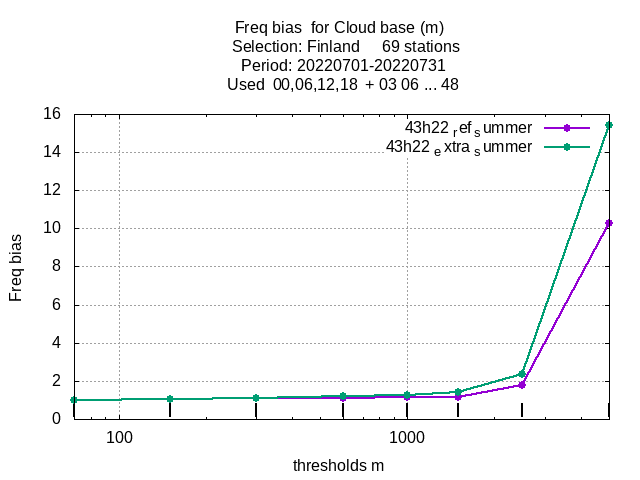 Freq bias  for Cloud base (m)
Selection: Finland     69 stations
Period: 20220701-20220731
Used  00,06,12,18  + 03 06 ... 48
43h22 ref summer
43h22 extra summer
16
14
12
10
8
6
4
2
0
Freq bias
100
1000
thresholds m